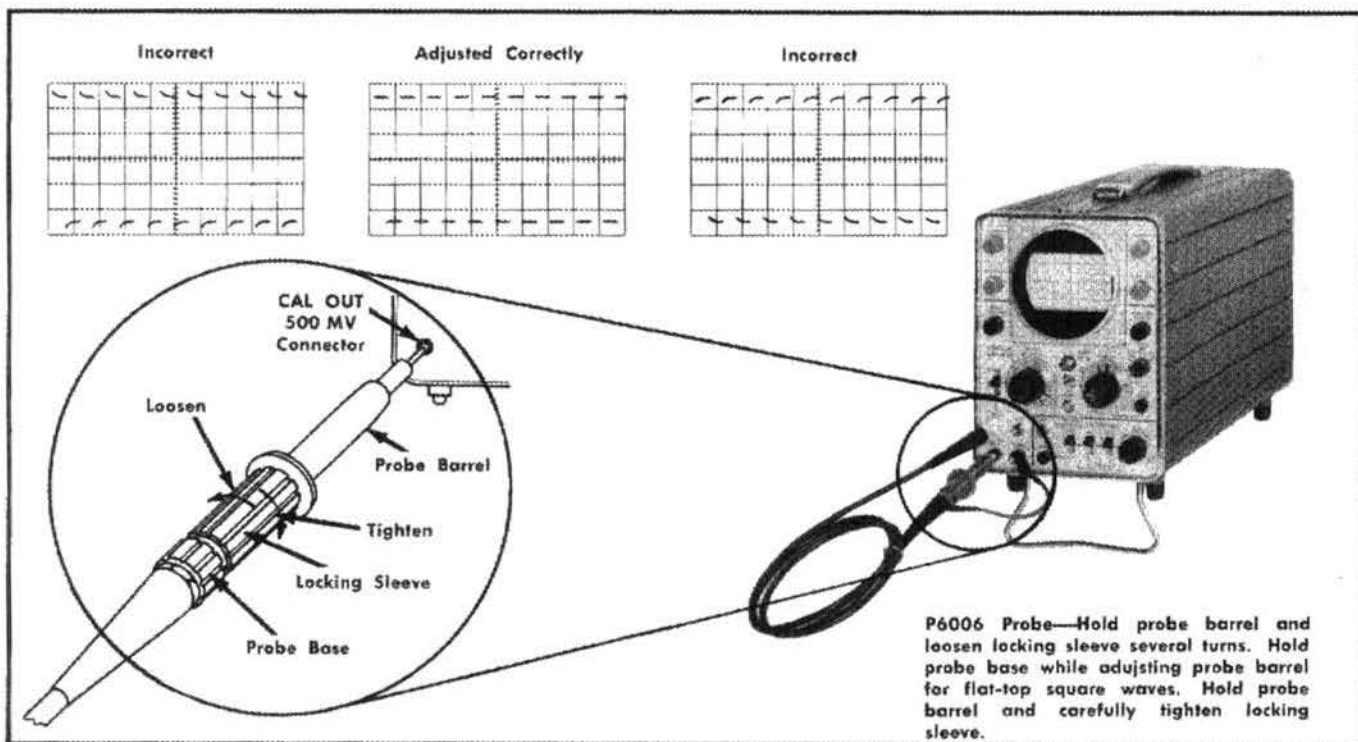 Incorrect
Adjusted Correctly
Incorrect
CAL OUT
500 MV
Connector
Loosen
Probe Barrel
Tighten
Locking Sleeve
Probe Base
P6006 Probe—Hold probe barrel and
loosen locking sleeve several turns. Hold
probe base while adujsting probe barrel
for flat-top square waves. Hold probe
barrel and carefully tighten locking
sleeve.